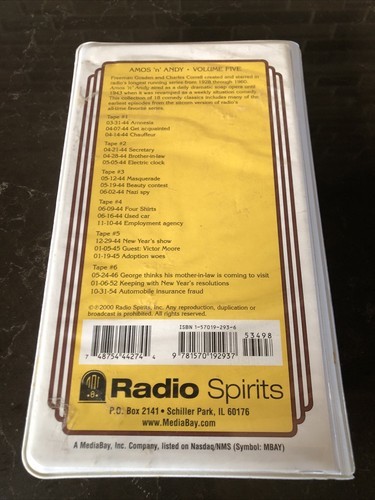 AMOS 'n' ANDY • VOLUME FIVE
Freeman Gosden and Charles Correll created and starred in
radio's longest running series from 1928 through 1960.
Amos 'n' Andy aired as a daily dramatic soap opera until
1943 when it was revamped as a weekly situation comedy.
This collection of 18 comedy classics includes many of the
earliest episodes from the sitcom version of radio's
all-time favorite series.
Tape #1
03-31-44 Amnesia
04-07-44 Get acquainted
04-14-44 Chauffeur
Tape #2
04-21-44 Secretary
04-28-44 Brother-in-law
05-05-44 Electric clock
Tape #3
05-12-44 Masquerade
05-19-44 Beauty contest
06-02-44 Nazi spy
Tape #4
06-09-44 Four Shirts
06-16-44 Used car
11-10-44 Employment agency
Tape #5
12-29-44 New Year's show
01-05-45 Guest: Victor Moore
01-19-45 Adoption woes
Tape #6
05-24-46 George thinks his mother-in-law is coming to visit
01-06-52 Keeping with New Year's resolutions
10-31-54 Automobile insurance fraud
©℗2000 Radio Spirits, Inc. Any reproduction, duplication or
broadcast is prohibited. All rights reserved.
ISBN 1-57019-293-6
53498
7 48754 44274 4
9 781570 192937
Radio Spirits
P.O. Box 2141 • Schiller Park, IL 60176
www.MediaBay.com
A MediaBay, Inc. Company, listed on Nasdaq/NMS (Symbol: MBAY)